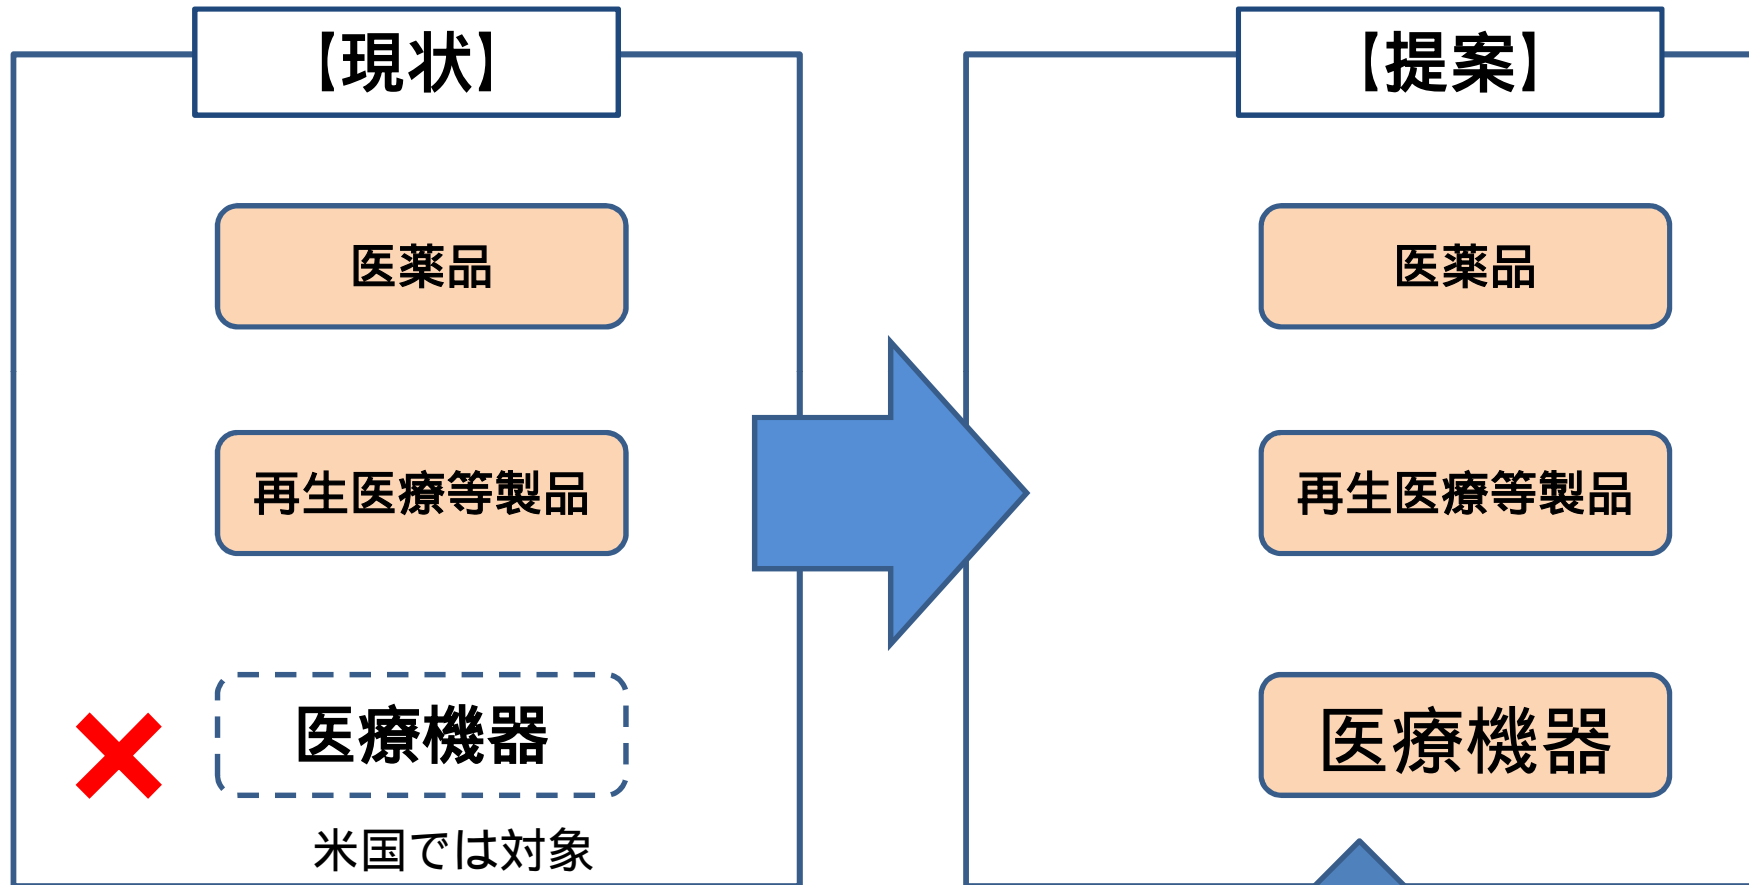 【現状】
医薬品
再生医療等製品
医療機器
米国では対象
【提案】
医薬品
再生医療等製品
医療機器